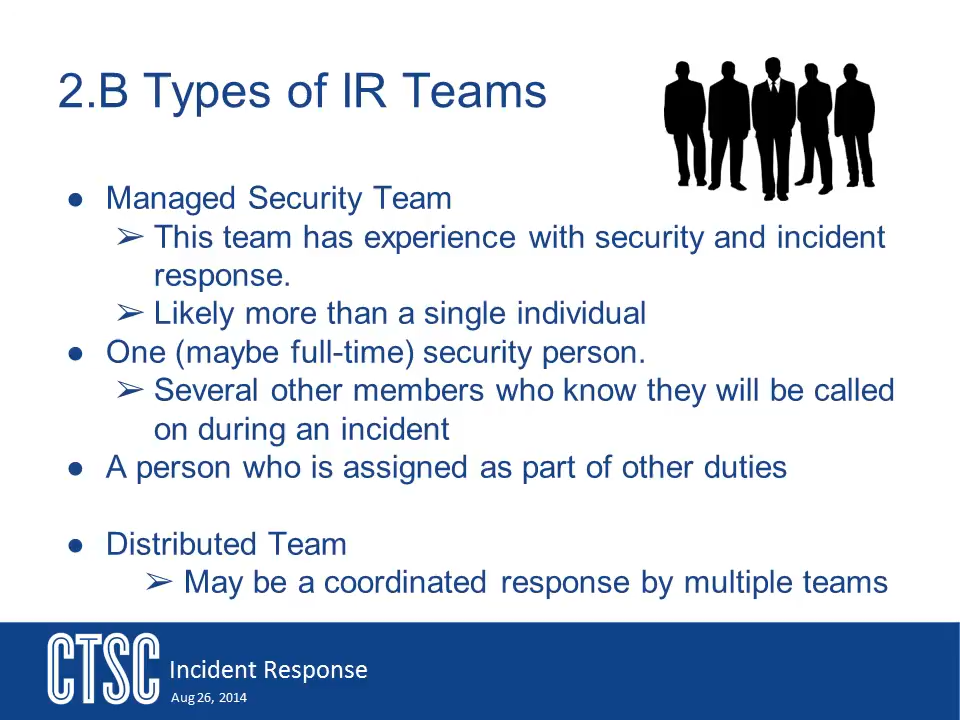 2.B Types of IR Teams
● Managed Security Team
➢ This team has experience with security and incident
response.
➢ Likely more than a single individual
● One (maybe full-time) security person.
➢ Several other members who know they will be called
on during an incident
● A person who is assigned as part of other duties
● Distributed Team
➢ May be a coordinated response by multiple teams
CTSC
Incident Response
Aug 26, 2014